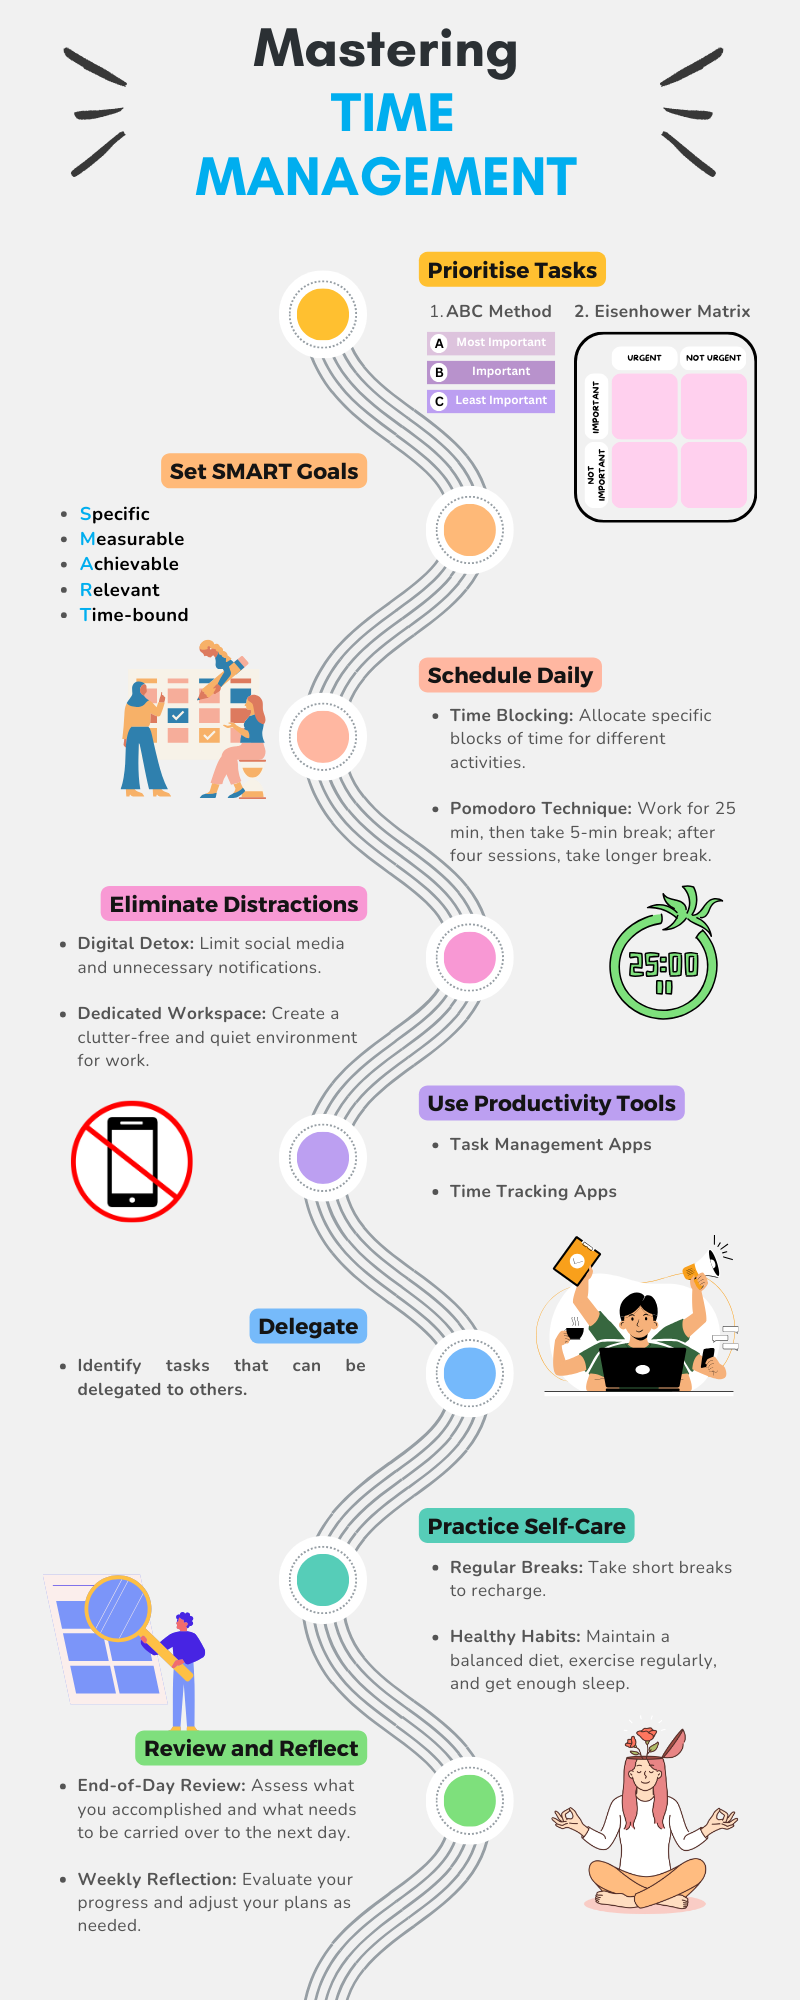 Mastering
TIME
MANAGEMENT
Prioritise Tasks
1. ABC Method
A Most Important
B Important
C Least Important
2. Eisenhower Matrix
URGENT
NOT URGENT
IMPORTANT
NOT
IMPORTANT
Set SMART Goals
• Specific
• Measurable
• Achievable
• Relevant
• Time-bound
Schedule Daily
• Time Blocking: Allocate specific
blocks of time for different
activities.
• Pomodoro Technique: Work for 25
min, then take 5-min break; after
four sessions, take longer break.
25:00
Eliminate Distractions
• Digital Detox: Limit social media
and unnecessary notifications.
• Dedicated Workspace: Create a
clutter-free and quiet environment
for work.
Use Productivity Tools
• Task Management Apps
• Time Tracking Apps
Delegate
• Identify tasks that can be
delegated to others.
Practice Self-Care
• Regular Breaks: Take short breaks
to recharge.
• Healthy Habits: Maintain a
balanced diet, exercise regularly,
and get enough sleep.
Review and Reflect
• End-of-Day Review: Assess what
you accomplished and what needs
to be carried over to the next day.
• Weekly Reflection: Evaluate your
progress and adjust your plans as
needed.